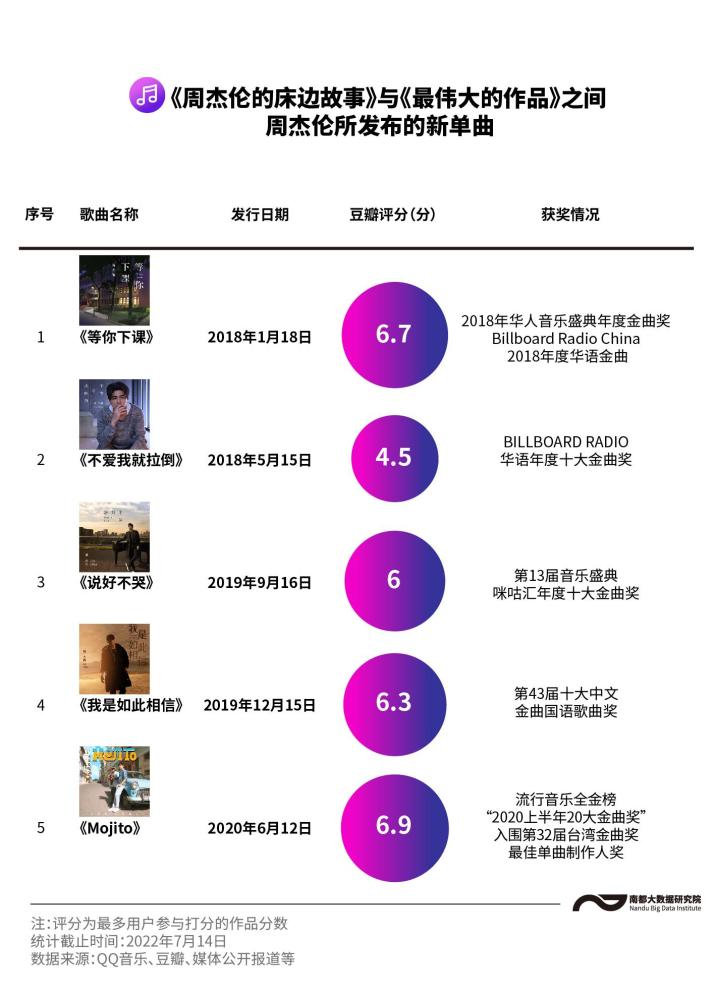 《周杰伦的床边故事》与《最伟大的作品》之间
周杰伦所发布的新单曲
序号 歌曲名称 发行日期 豆瓣评分(分) 获奖情况
等你
下课
1 《等你下课》 2018年1月18日 6.7
2018年华人音乐盛典年度金曲奖
Billboard Radio China
2018年度华语金曲
2 《不爱我就拉倒》 2018年5月15日 4.5
BILLBOARD RADIO
华语年度十大金曲奖
3 《说好不哭》 2019年9月16日 6
第13届音乐盛典
咪咕汇年度十大金曲奖
我是
如此
相信
4 《我是如此相信》 2019年12月15日 6.3
第43届十大中文
金曲国语歌曲奖
MOJITO
5 《Mojito》 2020年6月12日 6.9
流行音乐全金榜
“2020上半年20大金曲奖”
入围第32届台湾金曲奖
最佳单曲制作人奖
南都大数据研究院
Nandu Big Data Institute
注:评分为最多用户参与打分的作品分数
统计截止时间:2022年7月14日
数据来源:QQ音乐、豆瓣、媒体公开报道等